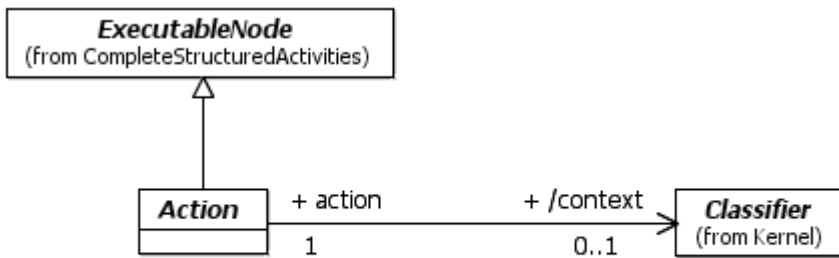 ExecutableNode
(from CompleteStructuredActivities)
Action
+ action
+ /context
1
0..1
Classifier
(from Kernel)